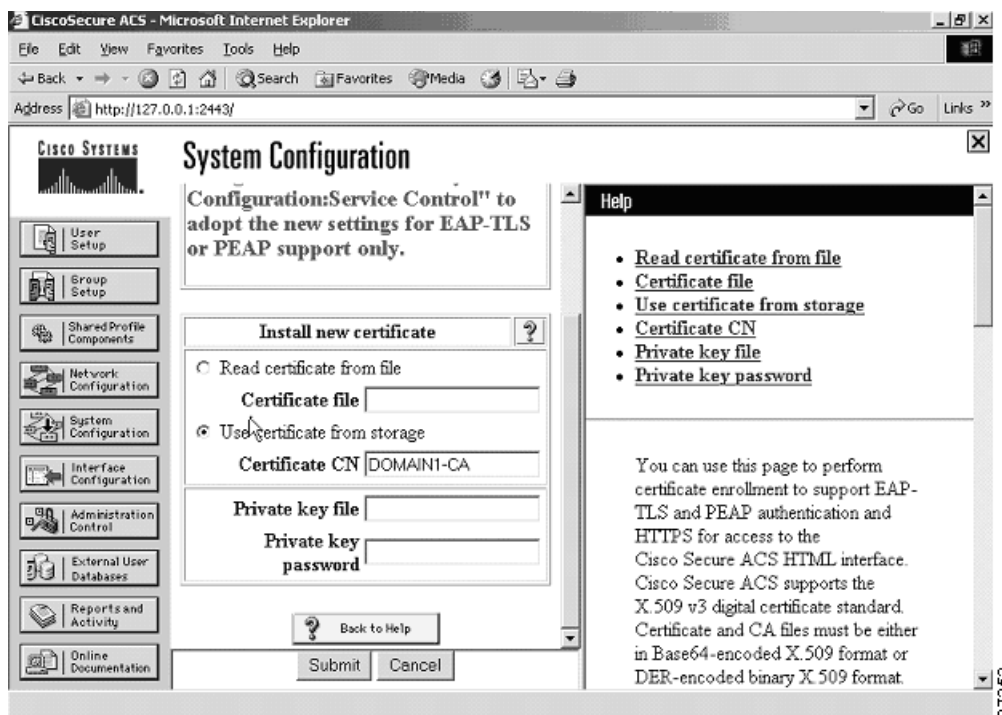 CiscoSecure ACS - Microsoft Internet Explorer
File Edit View Favorites Tools Help
Back Search Favorites Media
Address http://127.0.0.1:2443/ Go Links »
CISCO SYSTEMS
System Configuration
User
Setup
Group
Setup
Shared Profile
Components
Network
Configuration
System
Configuration
Interface
Configuration
Administration
Control
External User
Databases
Reports and
Activity
Online
Documentation
Configuration:Service Control" to
adopt the new settings for EAP-TLS
or PEAP support only.
Install new certificate ?
Read certificate from file
Certificate file
Use certificate from storage
Certificate CN DOMAIN1-CA
Private key file
Private key
password
? Back to Help
Submit Cancel
Help
Read certificate from file
Certificate file
Use certificate from storage
Certificate CN
Private key file
Private key password
You can use this page to perform
certificate enrollment to support EAP-
TLS and PEAP authentication and
HTTPS for access to the
Cisco Secure ACS HTML interface.
Cisco Secure ACS supports the
X.509 v3 digital certificate standard.
Certificate and CA files must be either
in Base64-encoded X.509 format or
DER-encoded binary X.509 format.